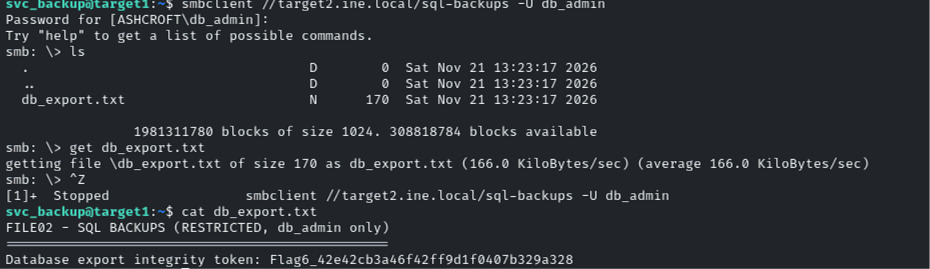 svc_backup@target1:~$ smbclient //target2.ine.local/sql-backups -U db_admin
Password for [ASHCROFT\db_admin]:
Try "help" to get a list of possible commands.
smb: \> ls
  .                                   D        0  Sat Nov 21 13:23:17 2026
  ..                                  D        0  Sat Nov 21 13:23:17 2026
  db_export.txt                       N      170  Sat Nov 21 13:23:17 2026
                1981311780 blocks of size 1024. 308818784 blocks available
smb: \> get db_export.txt
getting file \db_export.txt of size 170 as db_export.txt (166.0 KiloBytes/sec) (average 166.0 KiloBytes/sec)
smb: \> ^Z
[1]+  Stopped                 smbclient //target2.ine.local/sql-backups -U db_admin
svc_backup@target1:~$ cat db_export.txt
FILE02 - SQL BACKUPS (RESTRICTED, db_admin only)
================================================
Database export integrity token: Flag6_42e42cb3a46f42ff9d1f0407b329a328